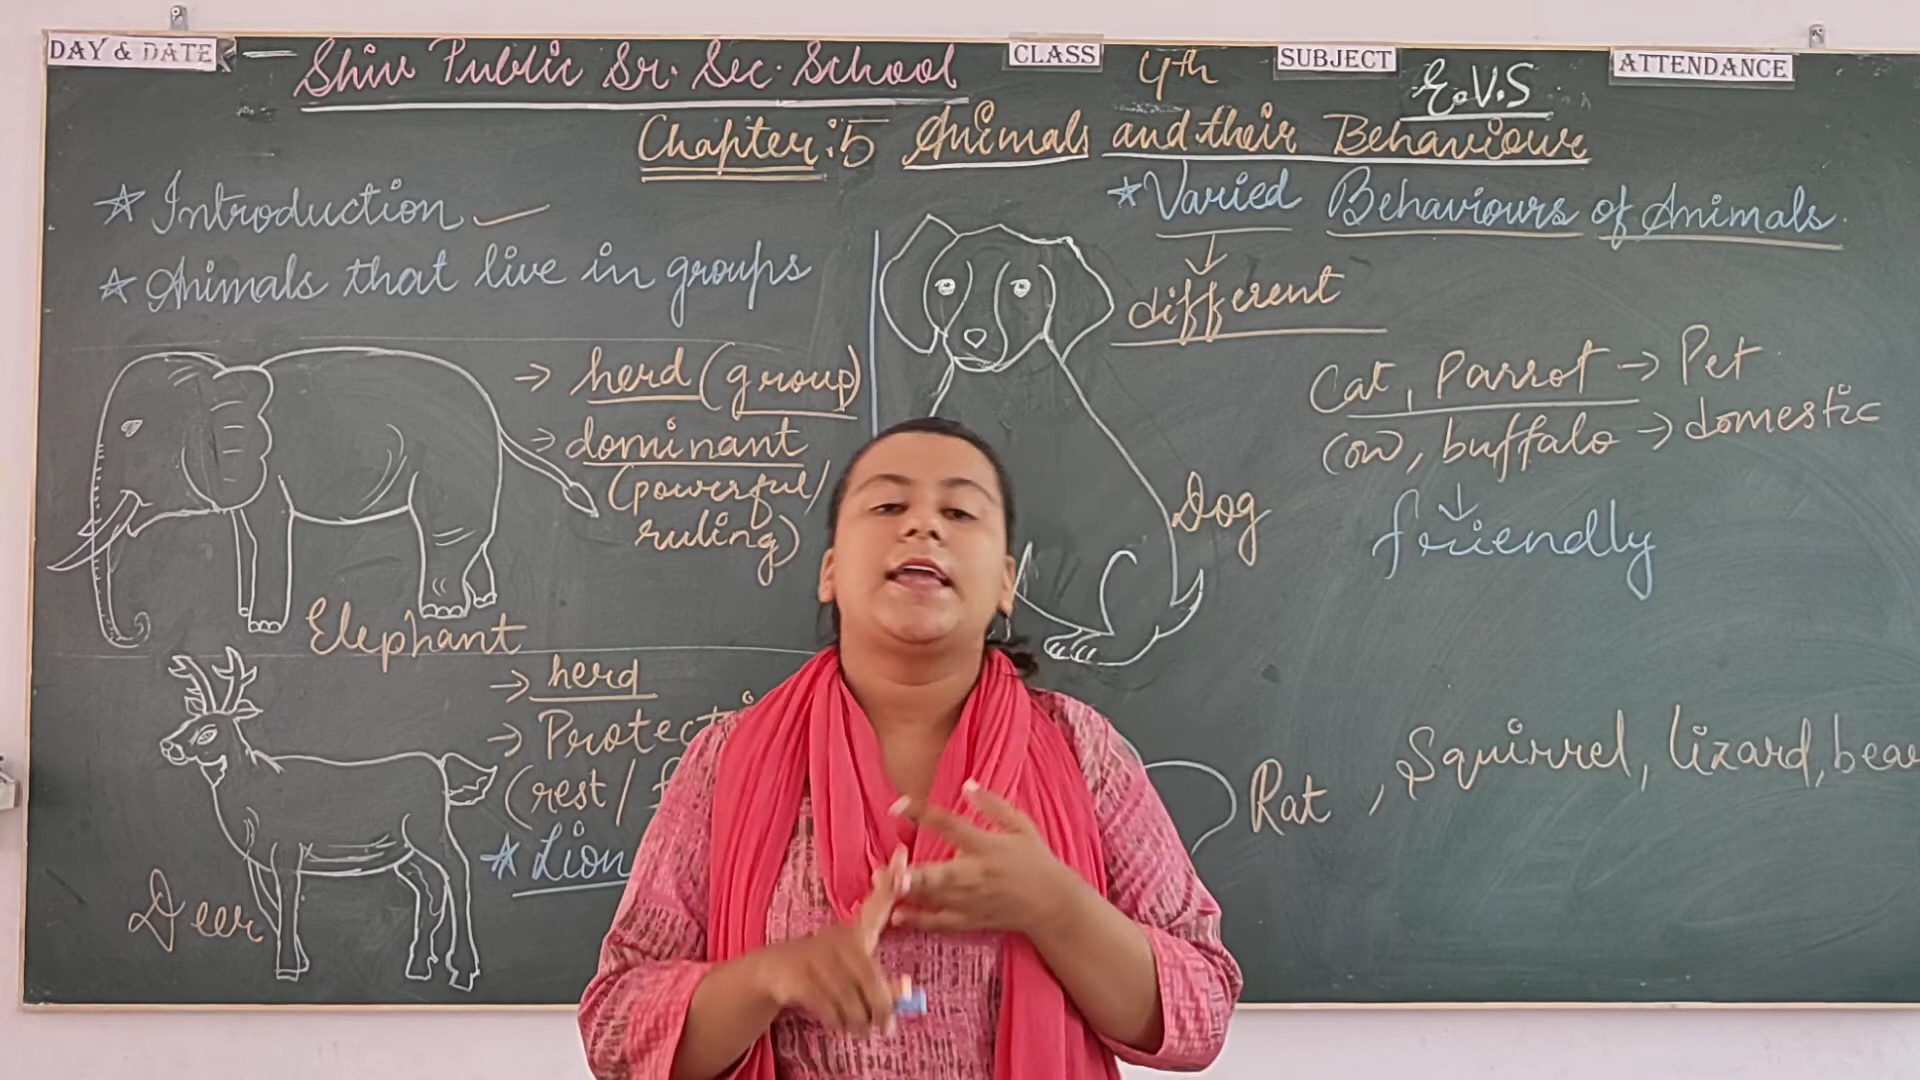 DAY & DATE
Shiv Public Sr. Sec. School
CLASS
4th
SUBJECT
E.V.S
ATTENDANCE
Chapter:5 Animals and their Behaviour
☆ Introduction
☆ Animals that live in groups
→ herd (group)
→ dominant
(powerful/
ruling)
Elephant
→ herd
→
(rest /
☆ Lion
Deer
☆ Varied Behaviours of Animals.
different
Cat, Parrot → Pet
Cow, buffalo → domestic
friendly
Dog
Rat, Squirrel, lizard,